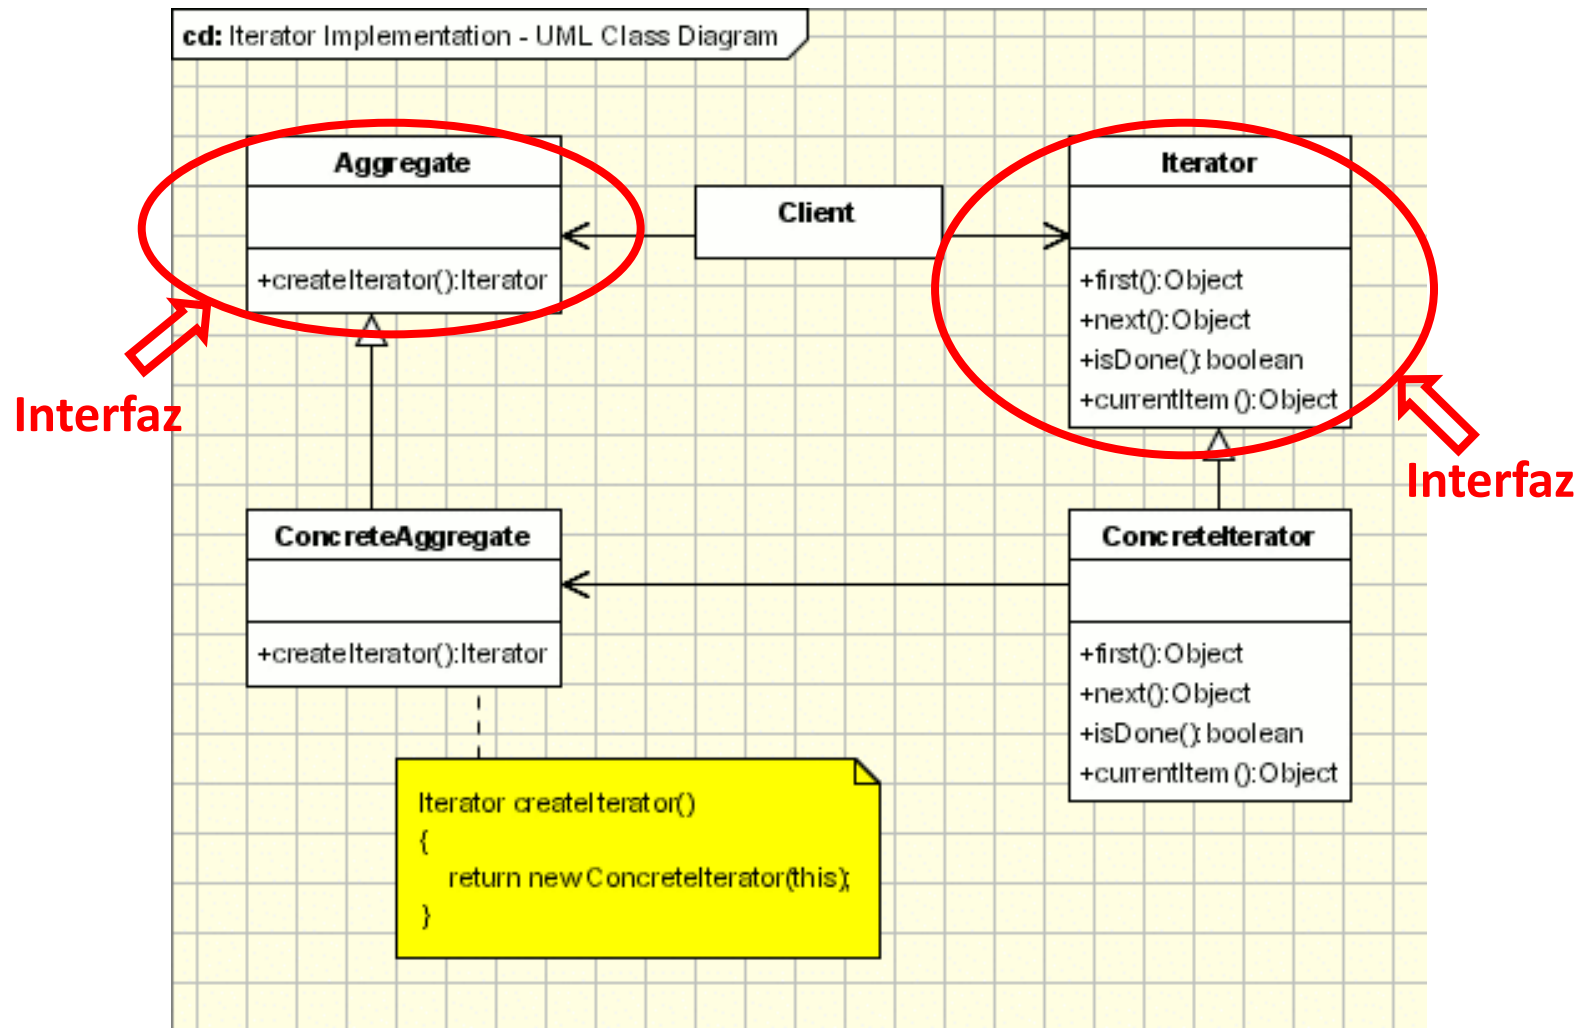 cd: Iterator Implementation - UML Class Diagram
Aggregate
+createIterator():Iterator
Client
Iterator
+first():Object
+next():Object
+isDone():boolean
+currentItem():Object
Interfaz
Interfaz
ConcreteAggregate
+createIterator():Iterator
ConcreteIterator
+first():Object
+next():Object
+isDone():boolean
+currentItem():Object
Iterator createIterator()
{
return new ConcreteIterator(this);
}